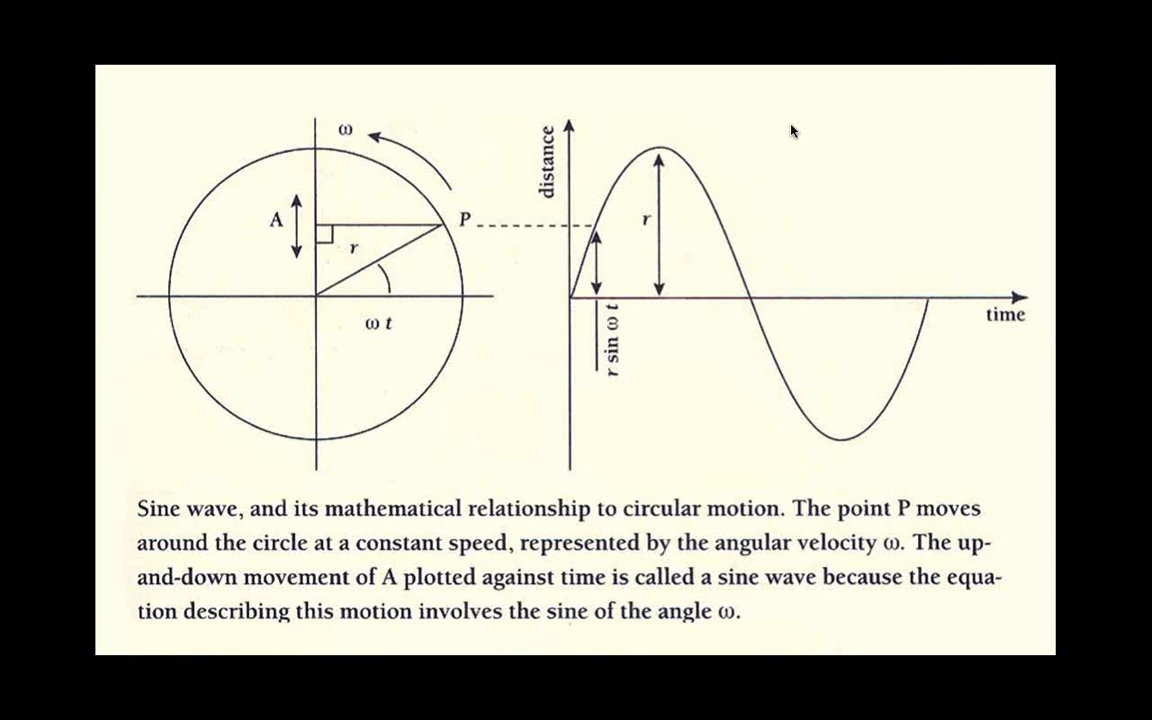 ω
A
P
r
ω t
distance
r
r sin ω t
time
Sine wave, and its mathematical relationship to circular motion. The point P moves
around the circle at a constant speed, represented by the angular velocity ω. The up-
and-down movement of A plotted against time is called a sine wave because the equa-
tion describing this motion involves the sine of the angle ω.